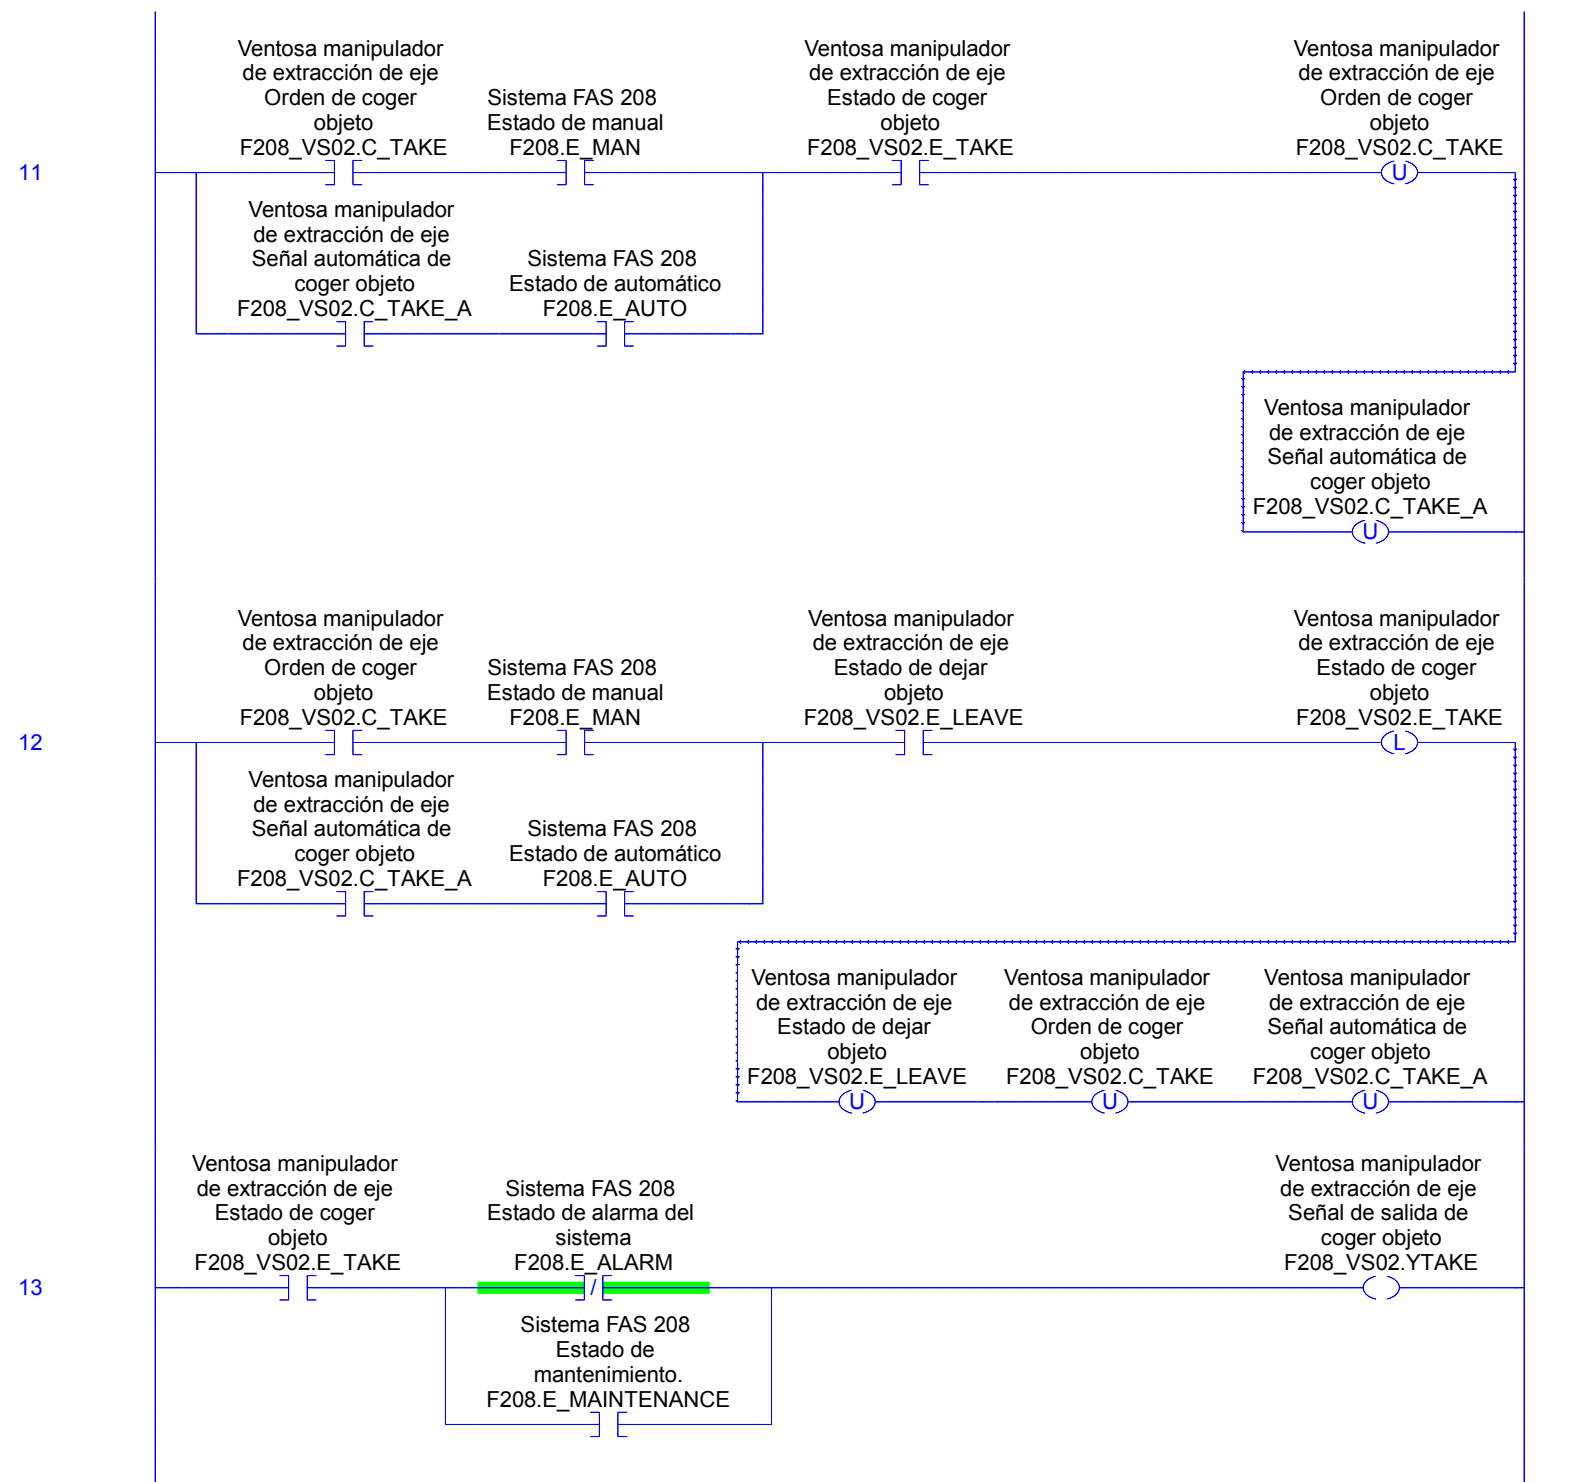 11
Ventosa manipulador
de extracción de eje
Orden de coger
objeto
F208_VS02.C_TAKE
Sistema FAS 208
Estado de manual
F208.E_MAN
Ventosa manipulador
de extracción de eje
Estado de coger
objeto
F208_VS02.E_TAKE
Ventosa manipulador
de extracción de eje
Orden de coger
objeto
F208_VS02.C_TAKE
U
Ventosa manipulador
de extracción de eje
Señal automática de
coger objeto
F208_VS02.C_TAKE_A
Sistema FAS 208
Estado de automático
F208.E_AUTO
Ventosa manipulador
de extracción de eje
Señal automática de
coger objeto
F208_VS02.C_TAKE_A
U
12
Ventosa manipulador
de extracción de eje
Orden de coger
objeto
F208_VS02.C_TAKE
Sistema FAS 208
Estado de manual
F208.E_MAN
Ventosa manipulador
de extracción de eje
Estado de dejar
objeto
F208_VS02.E_LEAVE
Ventosa manipulador
de extracción de eje
Estado de coger
objeto
F208_VS02.E_TAKE
L
Ventosa manipulador
de extracción de eje
Señal automática de
coger objeto
F208_VS02.C_TAKE_A
Sistema FAS 208
Estado de automático
F208.E_AUTO
Ventosa manipulador
de extracción de eje
Estado de dejar
objeto
F208_VS02.E_LEAVE
U
Ventosa manipulador
de extracción de eje
Orden de coger
objeto
F208_VS02.C_TAKE
U
Ventosa manipulador
de extracción de eje
Señal automática de
coger objeto
F208_VS02.C_TAKE_A
U
13
Ventosa manipulador
de extracción de eje
Estado de coger
objeto
F208_VS02.E_TAKE
Sistema FAS 208
Estado de alarma del
sistema
F208.E_ALARM
/
Ventosa manipulador
de extracción de eje
Señal de salida de
coger objeto
F208_VS02.YTAKE
Sistema FAS 208
Estado de
mantenimiento.
F208.E_MAINTENANCE